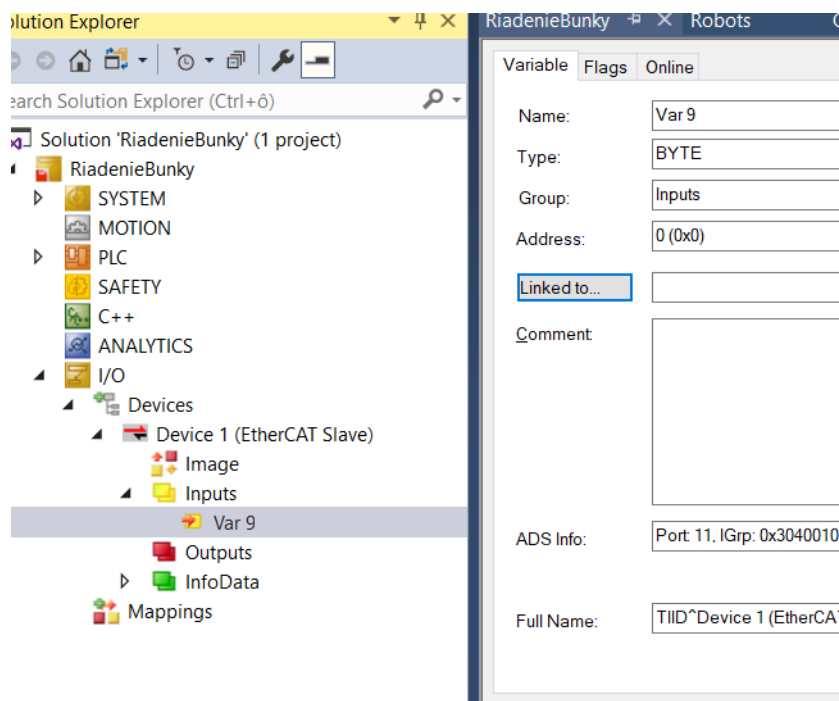 olution Explorer
earch Solution Explorer (Ctrl+ô)
Solution 'RiadenieBunky' (1 project)
RiadenieBunky
SYSTEM
MOTION
PLC
SAFETY
C++
ANALYTICS
I/O
Devices
Device 1 (EtherCAT Slave)
Image
Inputs
Var 9
Outputs
InfoData
Mappings
RiadenieBunky Robots
Variable Flags Online
Name: Var 9
Type: BYTE
Group: Inputs
Address: 0 (0x0)
Linked to...
Comment:
ADS Info: Port: 11, IGrp: 0x3040010
Full Name: TIID^Device 1 (EtherCAT